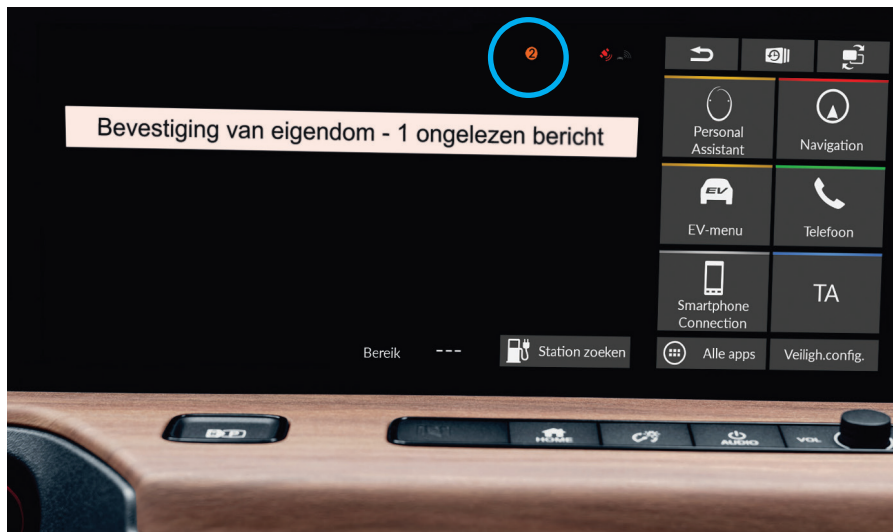 2
Bevestiging van eigendom - 1 ongelezen bericht
Personal
Assistant
Navigation
EV
EV-menu
Telefoon
Smartphone
Connection
TA
Bereik
---
Station zoeken
Alle apps
Veiligh.config.
HOME
AUDIO
VOL